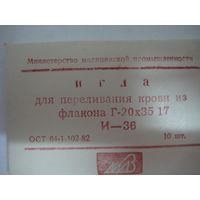 Министерство медицинской промышленности
ИГЛА
для переливания крови из
флакона Г-20х35 17
И—36
ОСТ 64-1-102-82 10 шт.